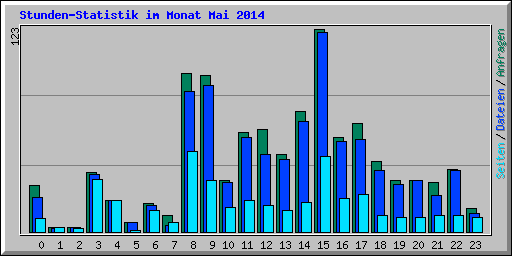 Stunden-Statistik im Monat Mai 2014
123
Seiten / Dateien / Anfragen
0 1 2 3 4 5 6 7 8 9 10 11 12 13 14 15 16 17 18 19 20 21 22 23